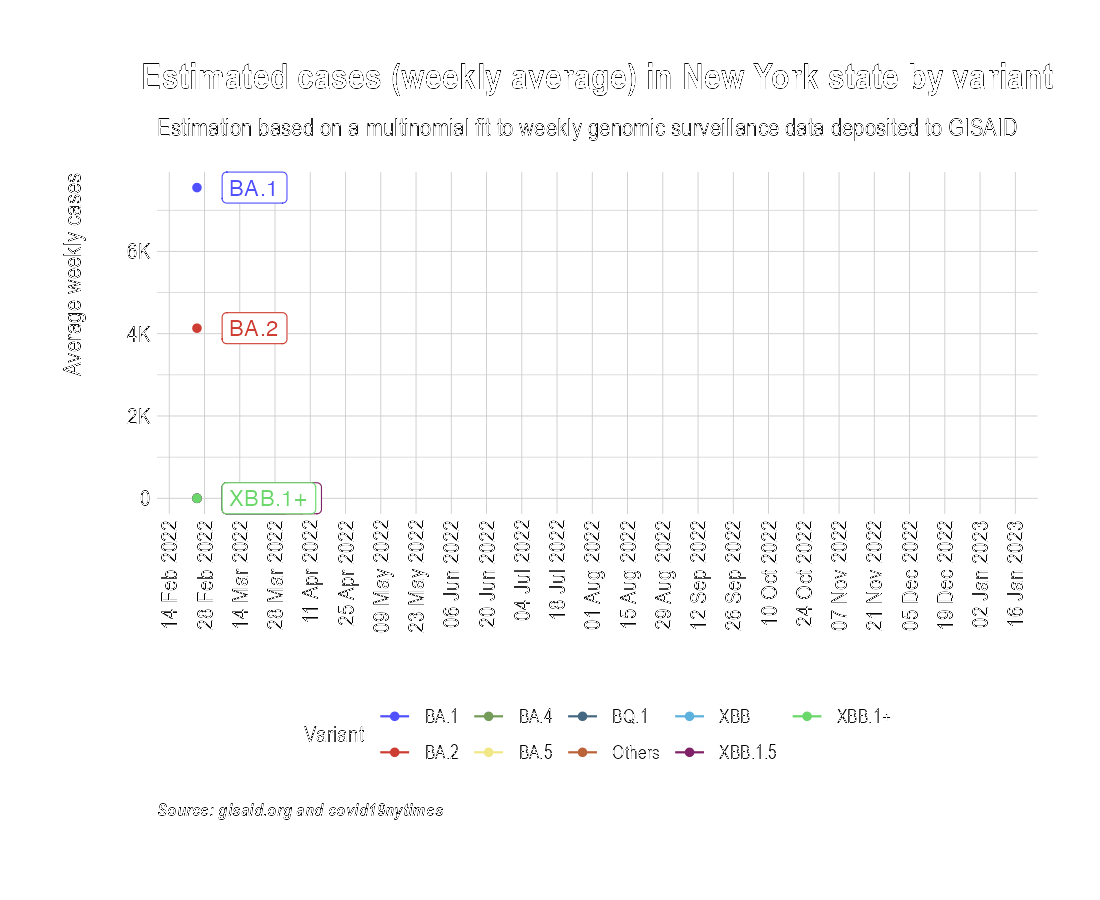 Estimated cases (weekly average) in New York state by variant
Estimation based on a multinomial fit to weekly genomic surveillance data deposited to GISAID
Average weekly cases
BA.1
6K
BA.2
4K
2K
0
XBB.1+
14 Feb 2022
28 Feb 2022
14 Mar 2022
28 Mar 2022
11 Apr 2022
25 Apr 2022
09 May 2022
23 May 2022
06 Jun 2022
20 Jun 2022
04 Jul 2022
18 Jul 2022
01 Aug 2022
15 Aug 2022
29 Aug 2022
12 Sep 2022
26 Sep 2022
10 Oct 2022
24 Oct 2022
07 Nov 2022
21 Nov 2022
05 Dec 2022
19 Dec 2022
02 Jan 2023
16 Jan 2023
Variant
BA.1
BA.4
BQ.1
XBB
XBB.1+
BA.2
BA.5
Others
XBB.1.5
Source: gisaid.org and covid19nytimes